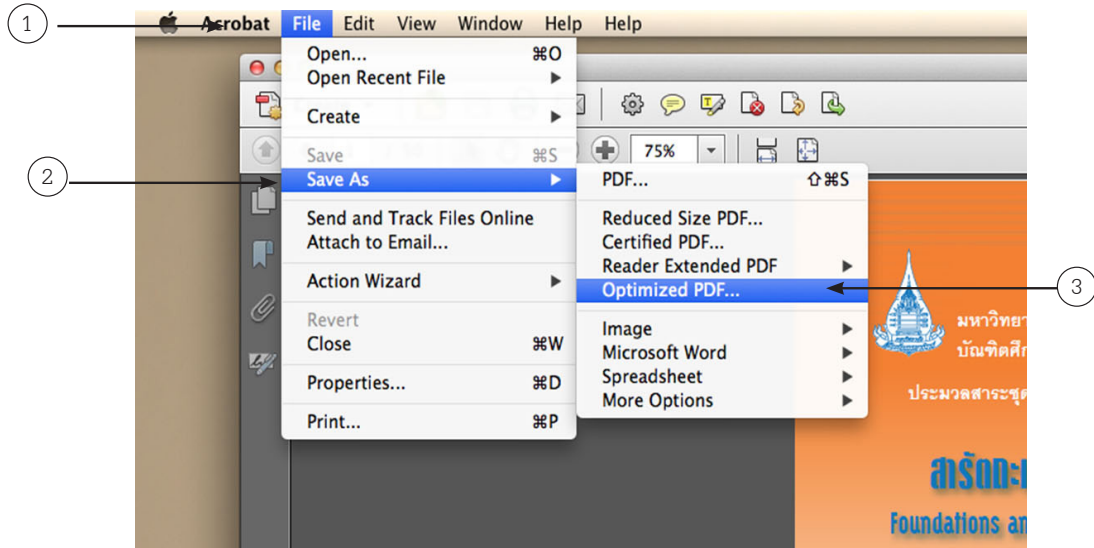 1
Acrobat File Edit View Window Help Help
Open... ⌘O
Open Recent File
Create
Save ⌘S
Save As
Send and Track Files Online
Attach to Email...
Action Wizard
Revert
Close ⌘W
Properties... ⌘D
Print... ⌘P
75%
2
PDF... ⇧⌘S
Reduced Size PDF...
Certified PDF...
Reader Extended PDF
Optimized PDF...
Image
Microsoft Word
Spreadsheet
More Options
3
มหาวิทยา
บัณฑิตศึก
ประมวลสาระชุด
สารัตถะ
Foundations an